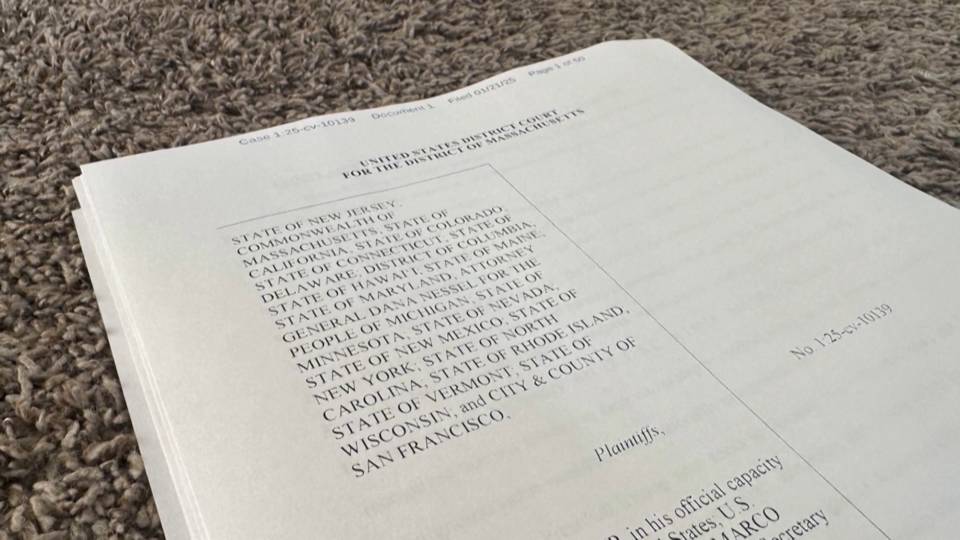 Case 1:25-cv-10139 Document 1 Filed 01/21/25 Page 1 of 50
UNITED STATES DISTRICT COURT
FOR THE DISTRICT OF MASSACHUSETTS
STATE OF NEW JERSEY,
COMMONWEALTH OF
MASSACHUSETTS, STATE OF
CALIFORNIA, STATE OF COLORADO,
STATE OF CONNECTICUT, STATE OF
DELAWARE, DISTRICT OF COLUMBIA,
STATE OF HAWAIʻI, STATE OF MAINE,
STATE OF MARYLAND, ATTORNEY
GENERAL DANA NESSEL FOR THE
PEOPLE OF MICHIGAN, STATE OF
MINNESOTA, STATE OF NEVADA,
STATE OF NEW MEXICO, STATE OF
NEW YORK, STATE OF NORTH
CAROLINA, STATE OF RHODE ISLAND,
STATE OF VERMONT, STATE OF
WISCONSIN, and CITY & COUNTY OF
SAN FRANCISCO,
No. 1:25-cv-10139
Plaintiffs,
in his official capacity
States, U.S.
MARCO